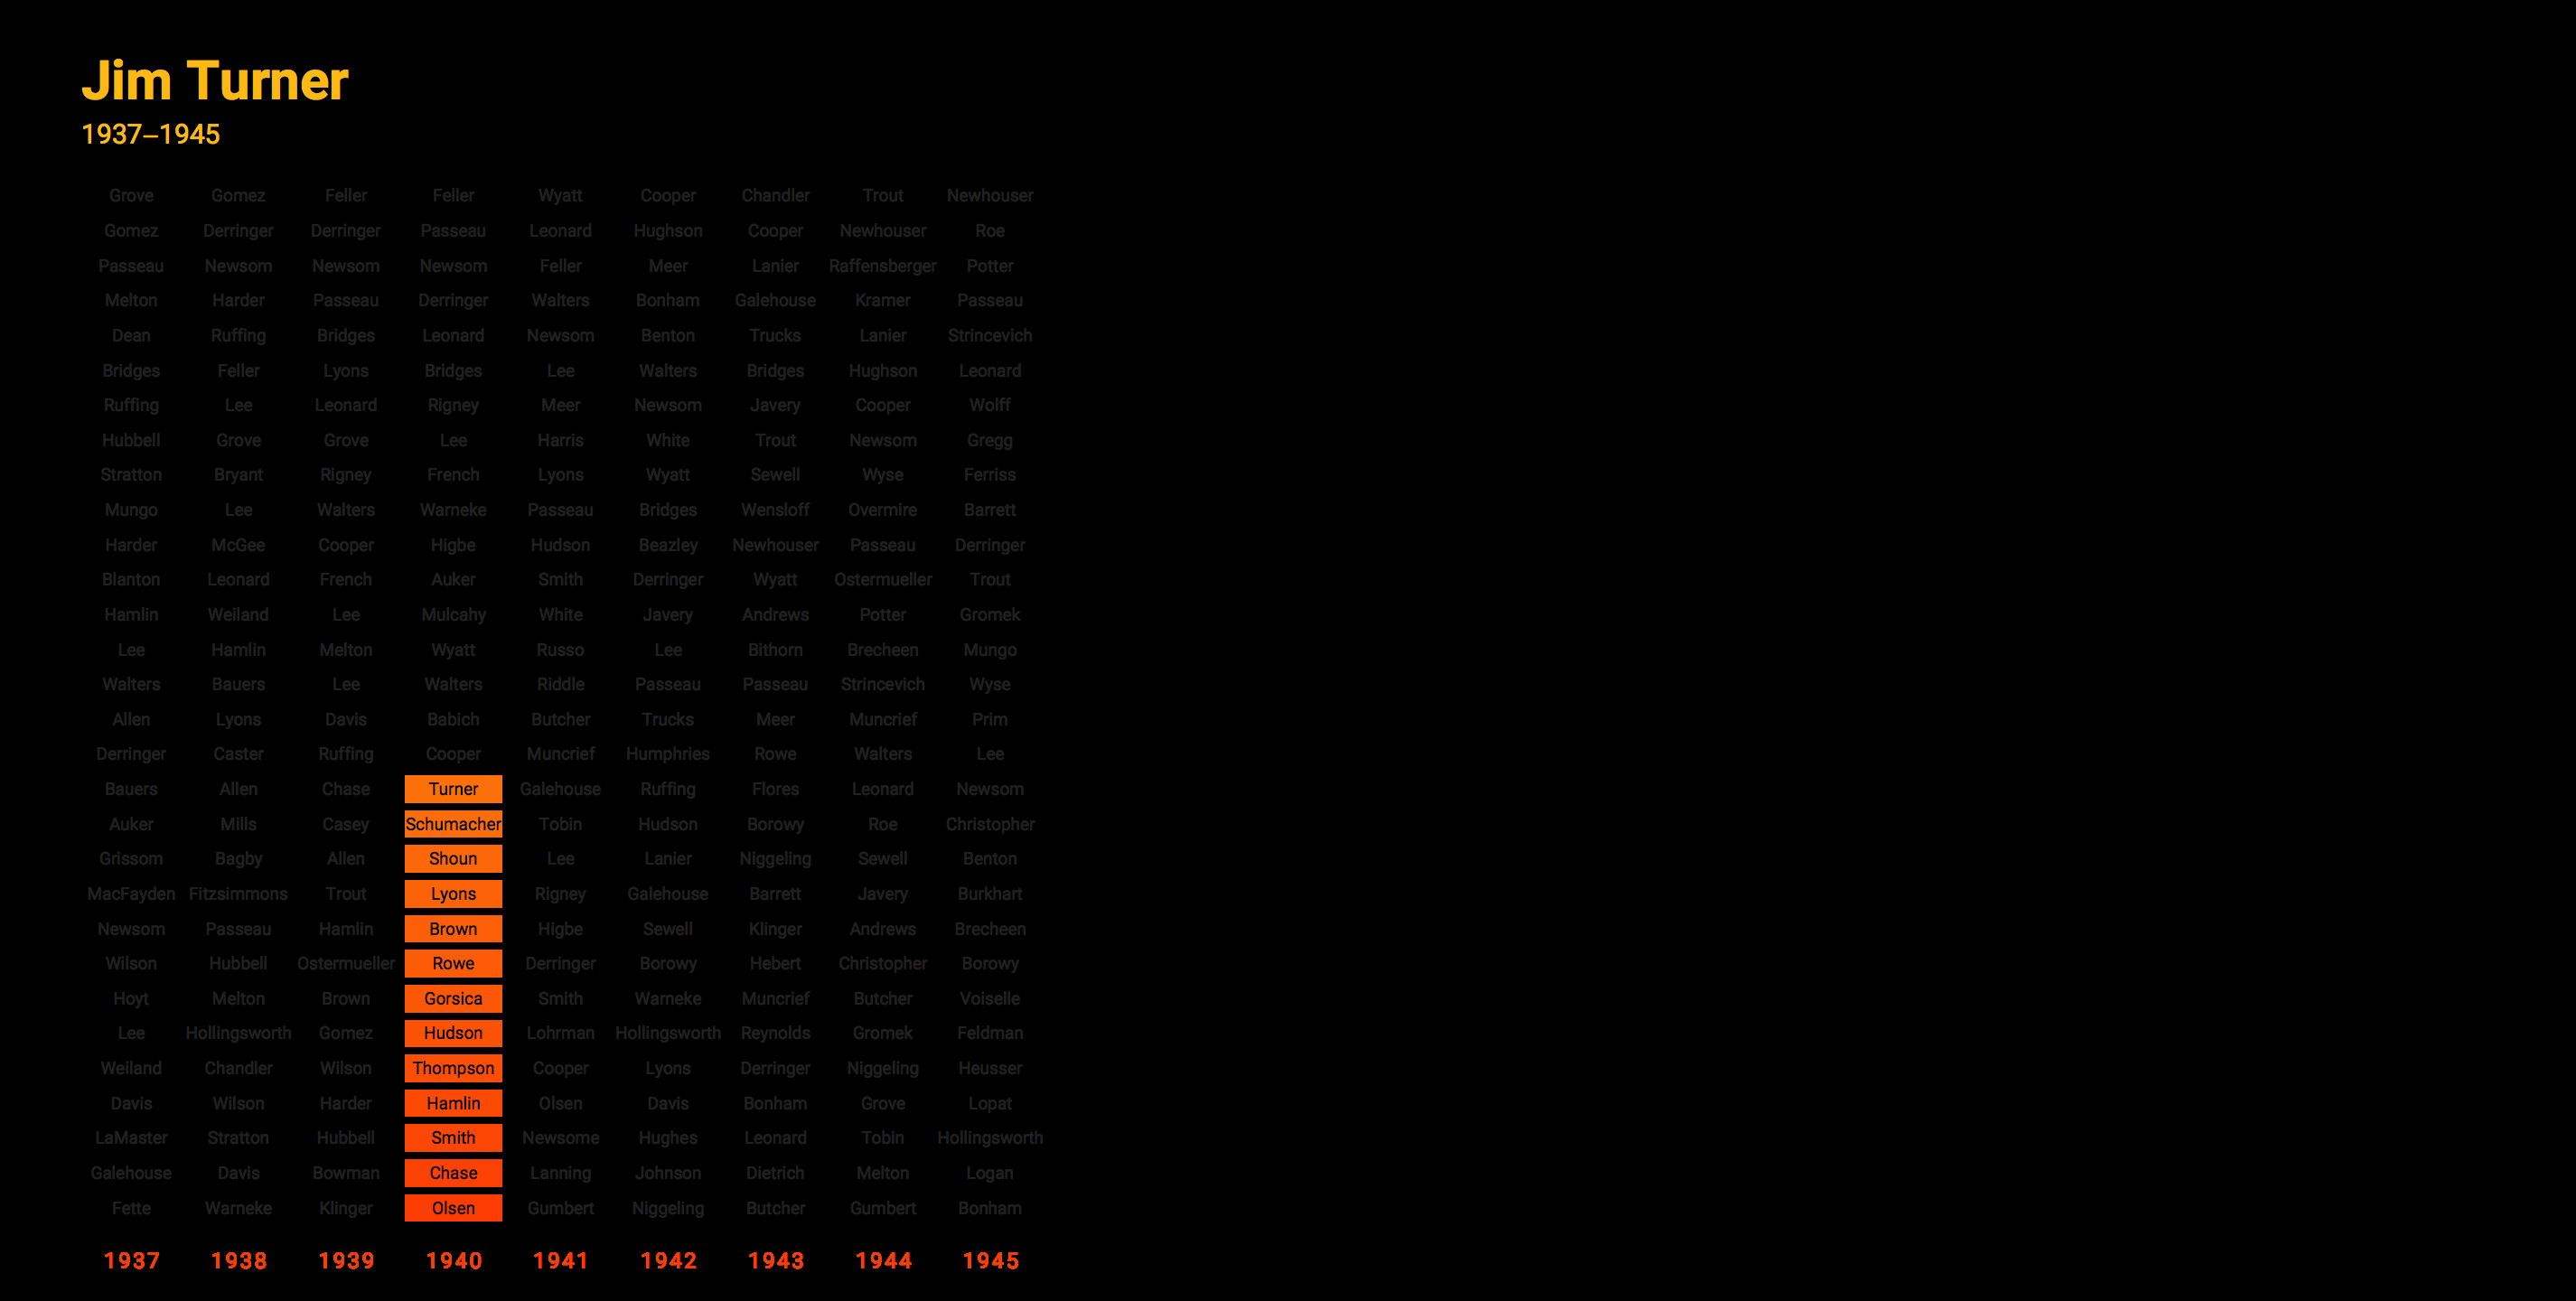 Jim Turner
1937–1945
Grove Gomez Feller Feller Wyatt Cooper Chandler Trout Newhouser
Gomez Derringer Derringer Passeau Leonard Hughson Cooper Newhouser Roe
Passeau Newsom Newsom Newsom Feller Meer Lanier Raffensberger Potter
Melton Harder Passeau Derringer Walters Bonham Galehouse Kramer Passeau
Dean Ruffing Bridges Leonard Newsom Benton Trucks Lanier Strincevich
Bridges Feller Lyons Bridges Lee Walters Bridges Hughson Leonard
Ruffing Lee Leonard Rigney Meer Newsom Javery Cooper Wolff
Hubbell Grove Grove Lee Harris White Trout Newsom Gregg
Stratton Bryant Rigney French Lyons Wyatt Sewell Wyse Ferriss
Mungo Lee Walters Warneke Passeau Bridges Wensloff Overmire Barrett
Harder McGee Cooper Higbe Hudson Beazley Newhouser Passeau Derringer
Blanton Leonard French Auker Smith Derringer Wyatt Ostermueller Trout
Hamlin Weiland Lee Mulcahy White Javery Andrews Potter Gromek
Lee Hamlin Melton Wyatt Russo Lee Bithorn Brecheen Mungo
Walters Bauers Lee Walters Riddle Passeau Passeau Strincevich Wyse
Allen Lyons Davis Babich Butcher Trucks Meer Muncrief Prim
Derringer Caster Ruffing Cooper Muncrief Humphries Rowe Walters Lee
Bauers Allen Chase Turner Galehouse Ruffing Flores Leonard Newsom
Auker Mills Casey Schumacher Tobin Hudson Borowy Roe Christopher
Grissom Bagby Allen Shoun Lee Lanier Niggeling Sewell Benton
MacFayden Fitzsimmons Trout Lyons Rigney Galehouse Barrett Javery Burkhart
Newsom Passeau Hamlin Brown Higbe Sewell Klinger Andrews Brecheen
Wilson Hubbell Ostermueller Rowe Derringer Borowy Hebert Christopher Borowy
Hoyt Melton Brown Gorsica Smith Warneke Muncrief Butcher Voiselle
Lee Hollingsworth Gomez Hudson Lohrman Hollingsworth Reynolds Gromek Feldman
Weiland Chandler Wilson Thompson Cooper Lyons Derringer Niggeling Heusser
Davis Wilson Harder Hamlin Olsen Davis Bonham Grove Lopat
LaMaster Stratton Hubbell Smith Newsome Hughes Leonard Tobin Hollingsworth
Galehouse Davis Bowman Chase Lanning Johnson Dietrich Melton Logan
Fette Warneke Klinger Olsen Gumbert Niggeling Butcher Gumbert Bonham
1937 1938 1939 1940 1941 1942 1943 1944 1945